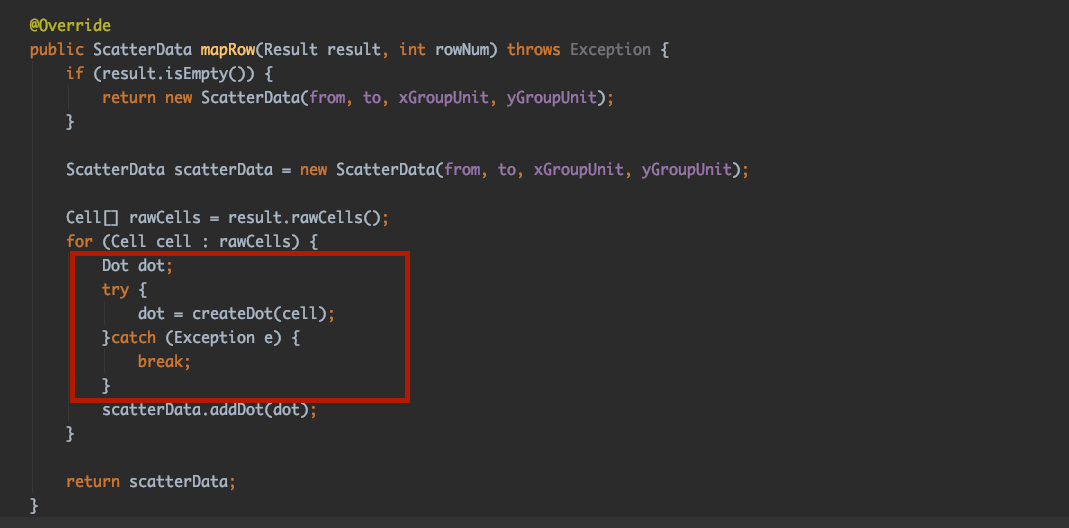 @Override
public ScatterData mapRow(Result result, int rowNum) throws Exception {
if (result.isEmpty()) {
return new ScatterData(from, to, xGroupUnit, yGroupUnit);
}
ScatterData scatterData = new ScatterData(from, to, xGroupUnit, yGroupUnit);
Cell[] rawCells = result.rawCells();
for (Cell cell : rawCells) {
Dot dot;
try {
dot = createDot(cell);
}catch (Exception e) {
break;
}
scatterData.addDot(dot);
}
return scatterData;
}